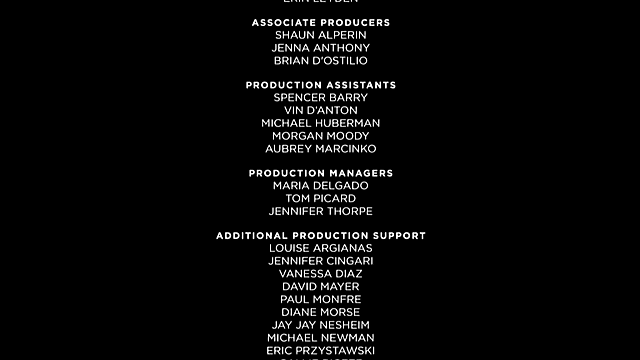 ERIN LEYDEN
ASSOCIATE PRODUCERS
SHAUN ALPERIN
JENNA ANTHONY
BRIAN D'OSTILIO
PRODUCTION ASSISTANTS
SPENCER BARRY
VIN D'ANTON
MICHAEL HUBERMAN
MORGAN MOODY
AUBREY MARCINKO
PRODUCTION MANAGERS
MARIA DELGADO
TOM PICARD
JENNIFER THORPE
ADDITIONAL PRODUCTION SUPPORT
LOUISE ARGIANAS
JENNIFER CINGARI
VANESSA DIAZ
DAVID MAYER
PAUL MONFRE
DIANE MORSE
JAY JAY NESHEIM
MICHAEL NEWMAN
ERIC PRZYSTAWSKI